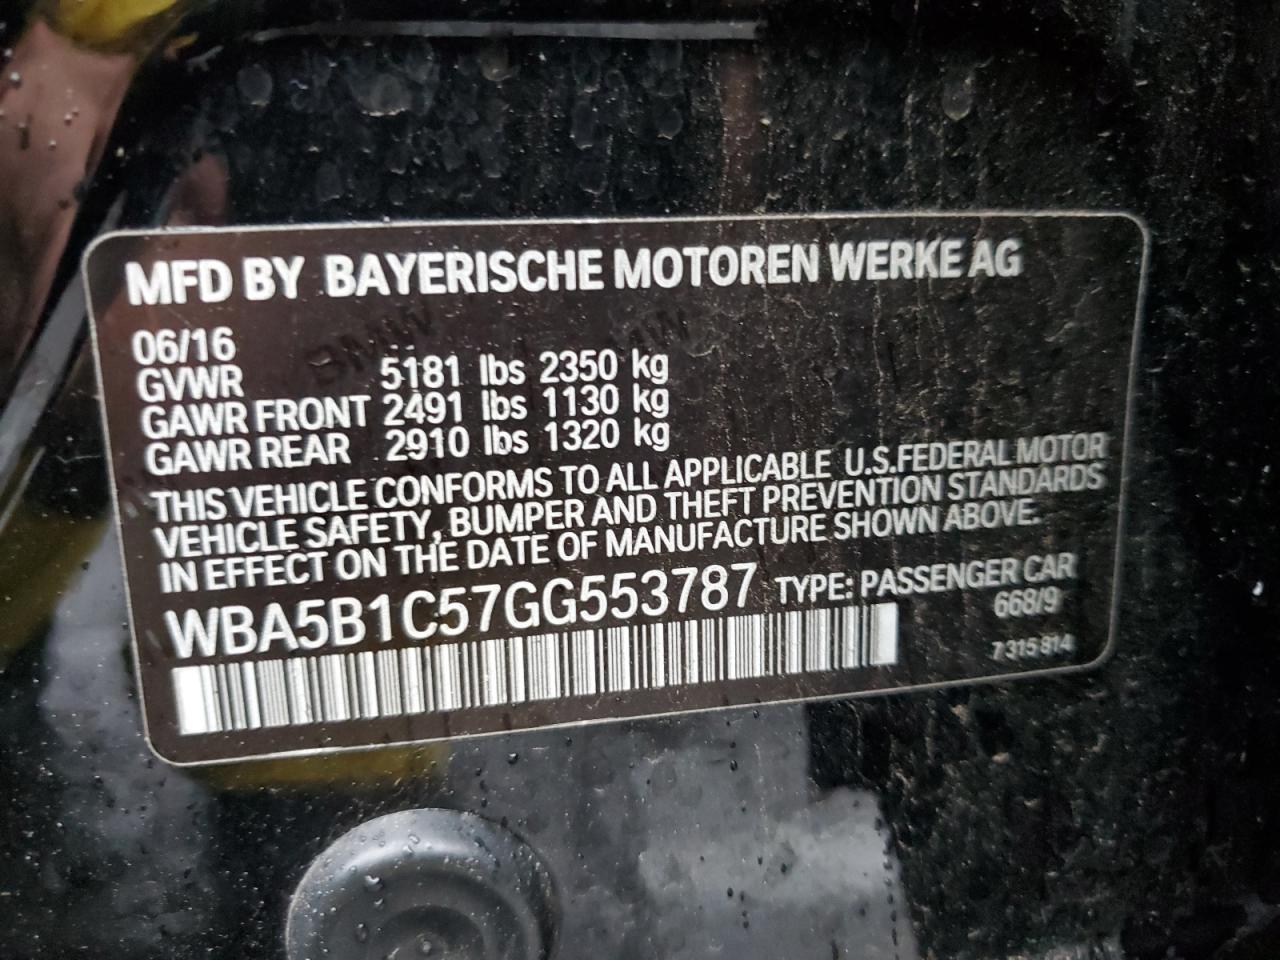 MFD BY BAYERISCHE MOTOREN WERKE AG
06/16
GVWR 5181 lbs 2350 kg
GAWR FRONT 2491 lbs 1130 kg
GAWR REAR 2910 lbs 1320 kg
THIS VEHICLE CONFORMS TO ALL APPLICABLE U.S.FEDERAL MOTOR
VEHICLE SAFETY, BUMPER AND THEFT PREVENTION STANDARDS
IN EFFECT ON THE DATE OF MANUFACTURE SHOWN ABOVE.
WBA5B1C57GG553787 TYPE: PASSENGER CAR
668/9
7 315 814
BMW
BMW